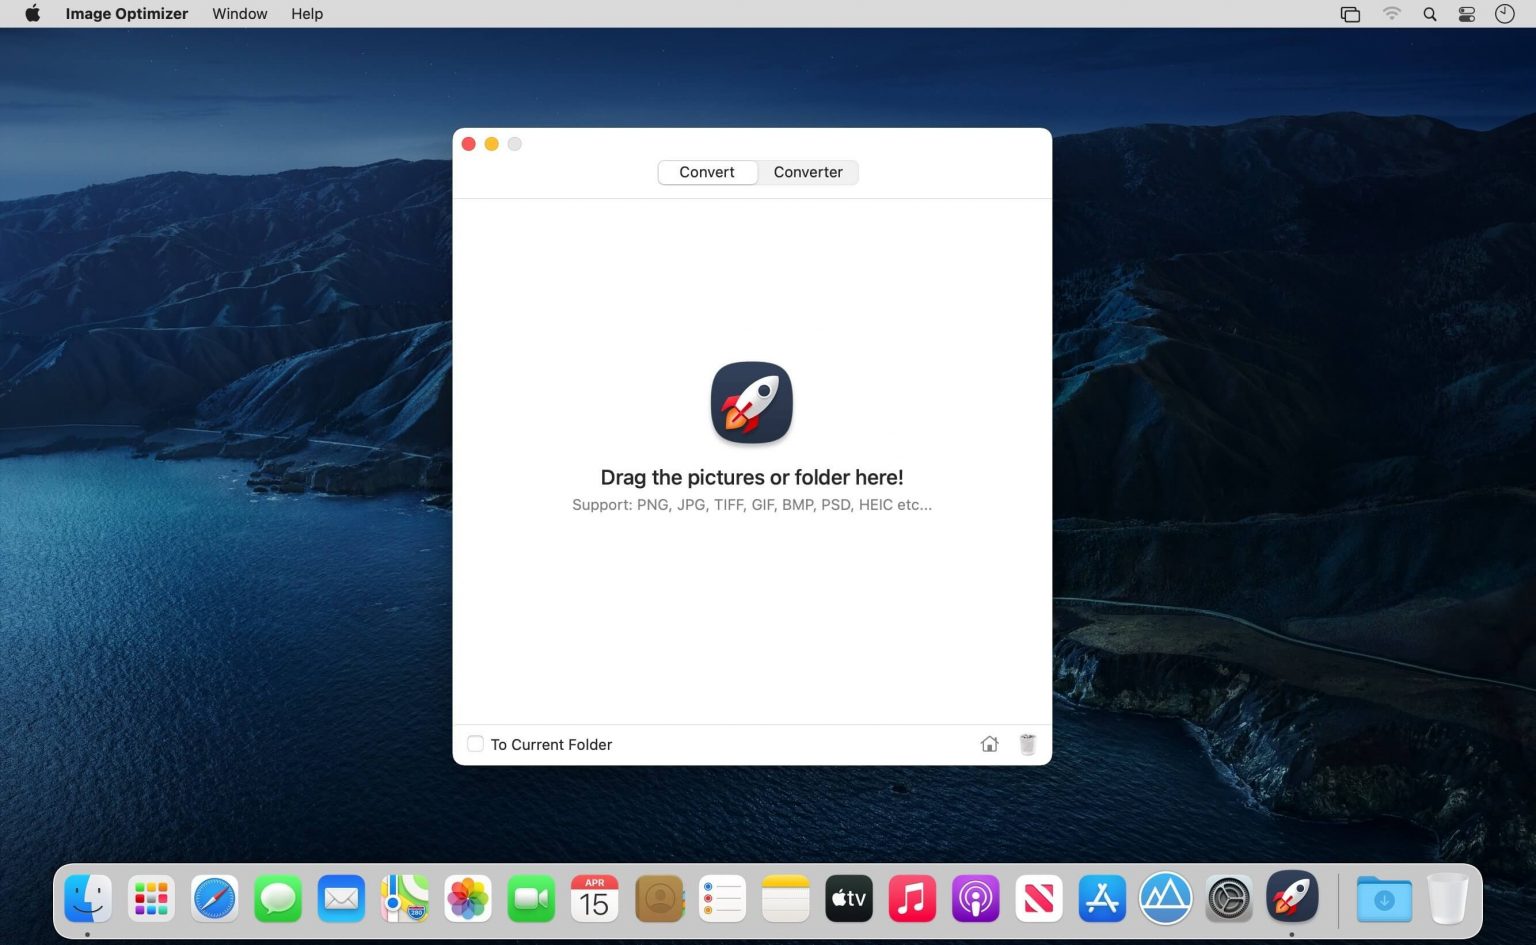 Image Optimizer Window Help
Convert Converter
Drag the pictures or folder here!
Support: PNG, JPG, TIFF, GIF, BMP, PSD, HEIC etc...
To Current Folder
APR
15
280
tv